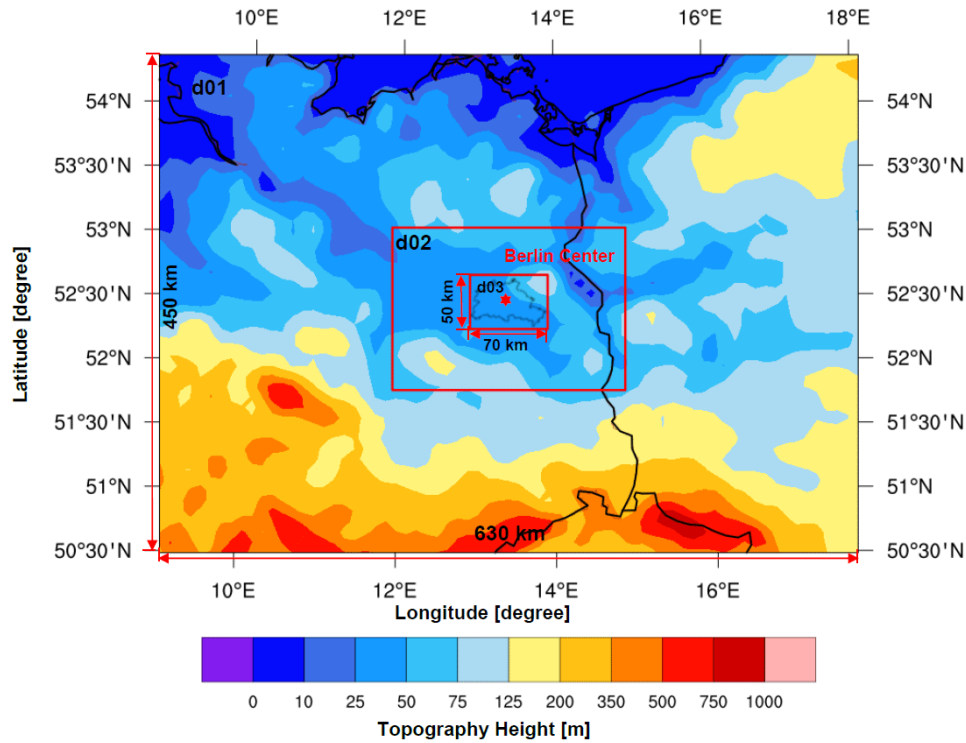 10°E 12°E 14°E 16°E 18°E
d01
54°N 54°N
53°30'N 53°30'N
53°N 53°N
d02
Berlin Center
52°30'N 52°30'N
d03
50 km
70 km
450 km
Latitude [degree]
52°N 52°N
51°30'N 51°30'N
51°N 51°N
630 km
50°30'N 50°30'N
10°E 12°E 14°E 16°E
Longitude [degree]
0 10 25 50 75 125 200 350 500 750 1000
Topography Height [m]